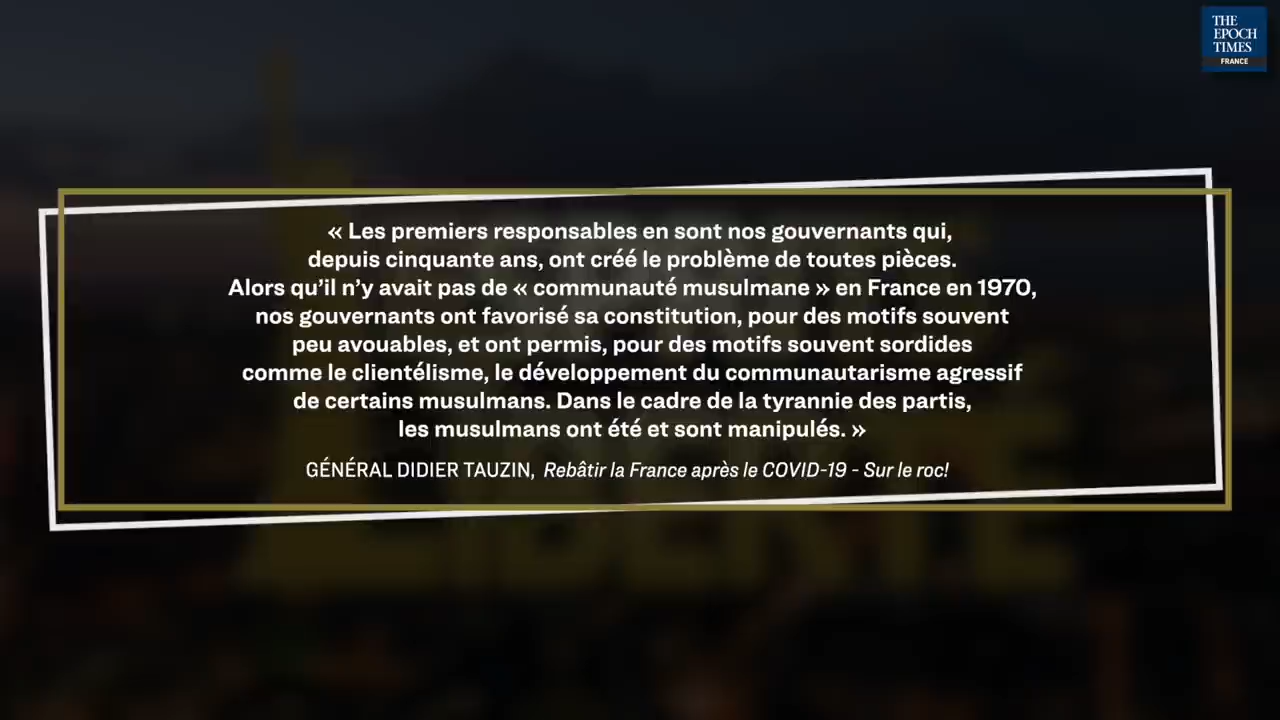 THE
EPOCH
TIMES
FRANCE
« Les premiers responsables en sont nos gouvernants qui,
depuis cinquante ans, ont créé le problème de toutes pièces.
Alors qu’il n’y avait pas de « communauté musulmane » en France en 1970,
nos gouvernants ont favorisé sa constitution, pour des motifs souvent
peu avouables, et ont permis, pour des motifs souvent sordides
comme le clientélisme, le développement du communautarisme agressif
de certains musulmans. Dans le cadre de la tyrannie des partis,
les musulmans ont été et sont manipulés. »
GÉNÉRAL DIDIER TAUZIN, Rebâtir la France après le COVID-19 - Sur le roc!